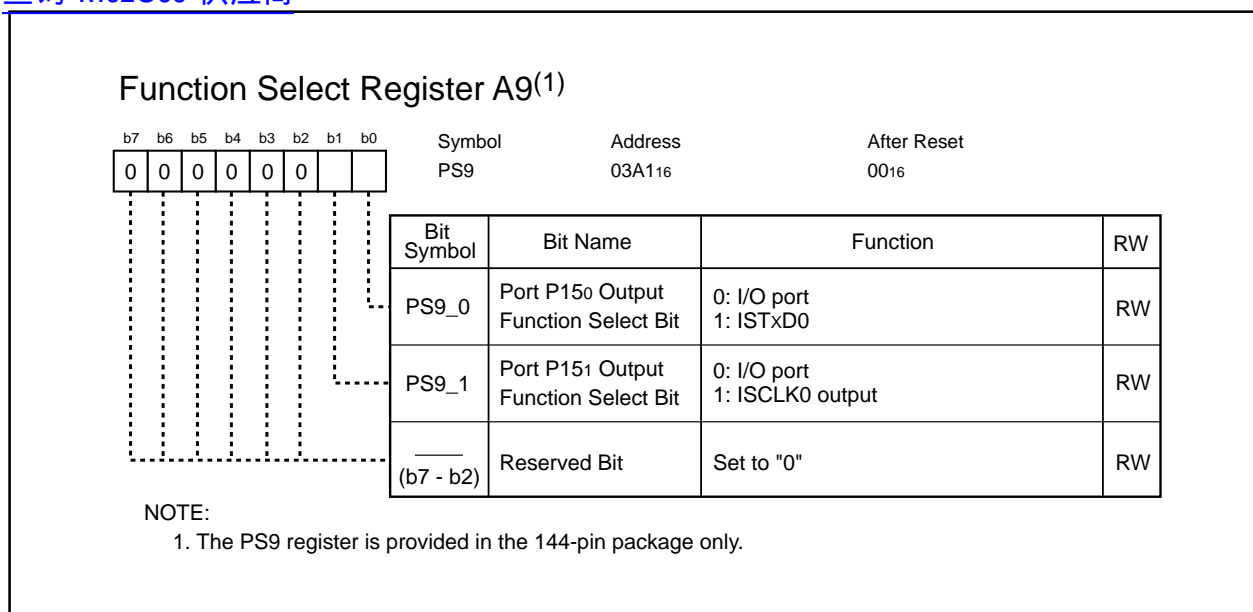 供应商
Function Select Register A9(1)
b7 b6 b5 b4 b3 b2 b1 b0 Symbol Address After Reset
0 0 0 0 0 0 PS9 03A116 0016
Bit Symbol Bit Name Function RW
PS9_0 Port P150 Output Function Select Bit 0: I/O port 1: ISTxD0 RW
PS9_1 Port P151 Output Function Select Bit 0: I/O port 1: ISCLK0 output RW
(b7 - b2) Reserved Bit Set to "0" RW
NOTE:
1. The PS9 register is provided in the 144-pin package only.